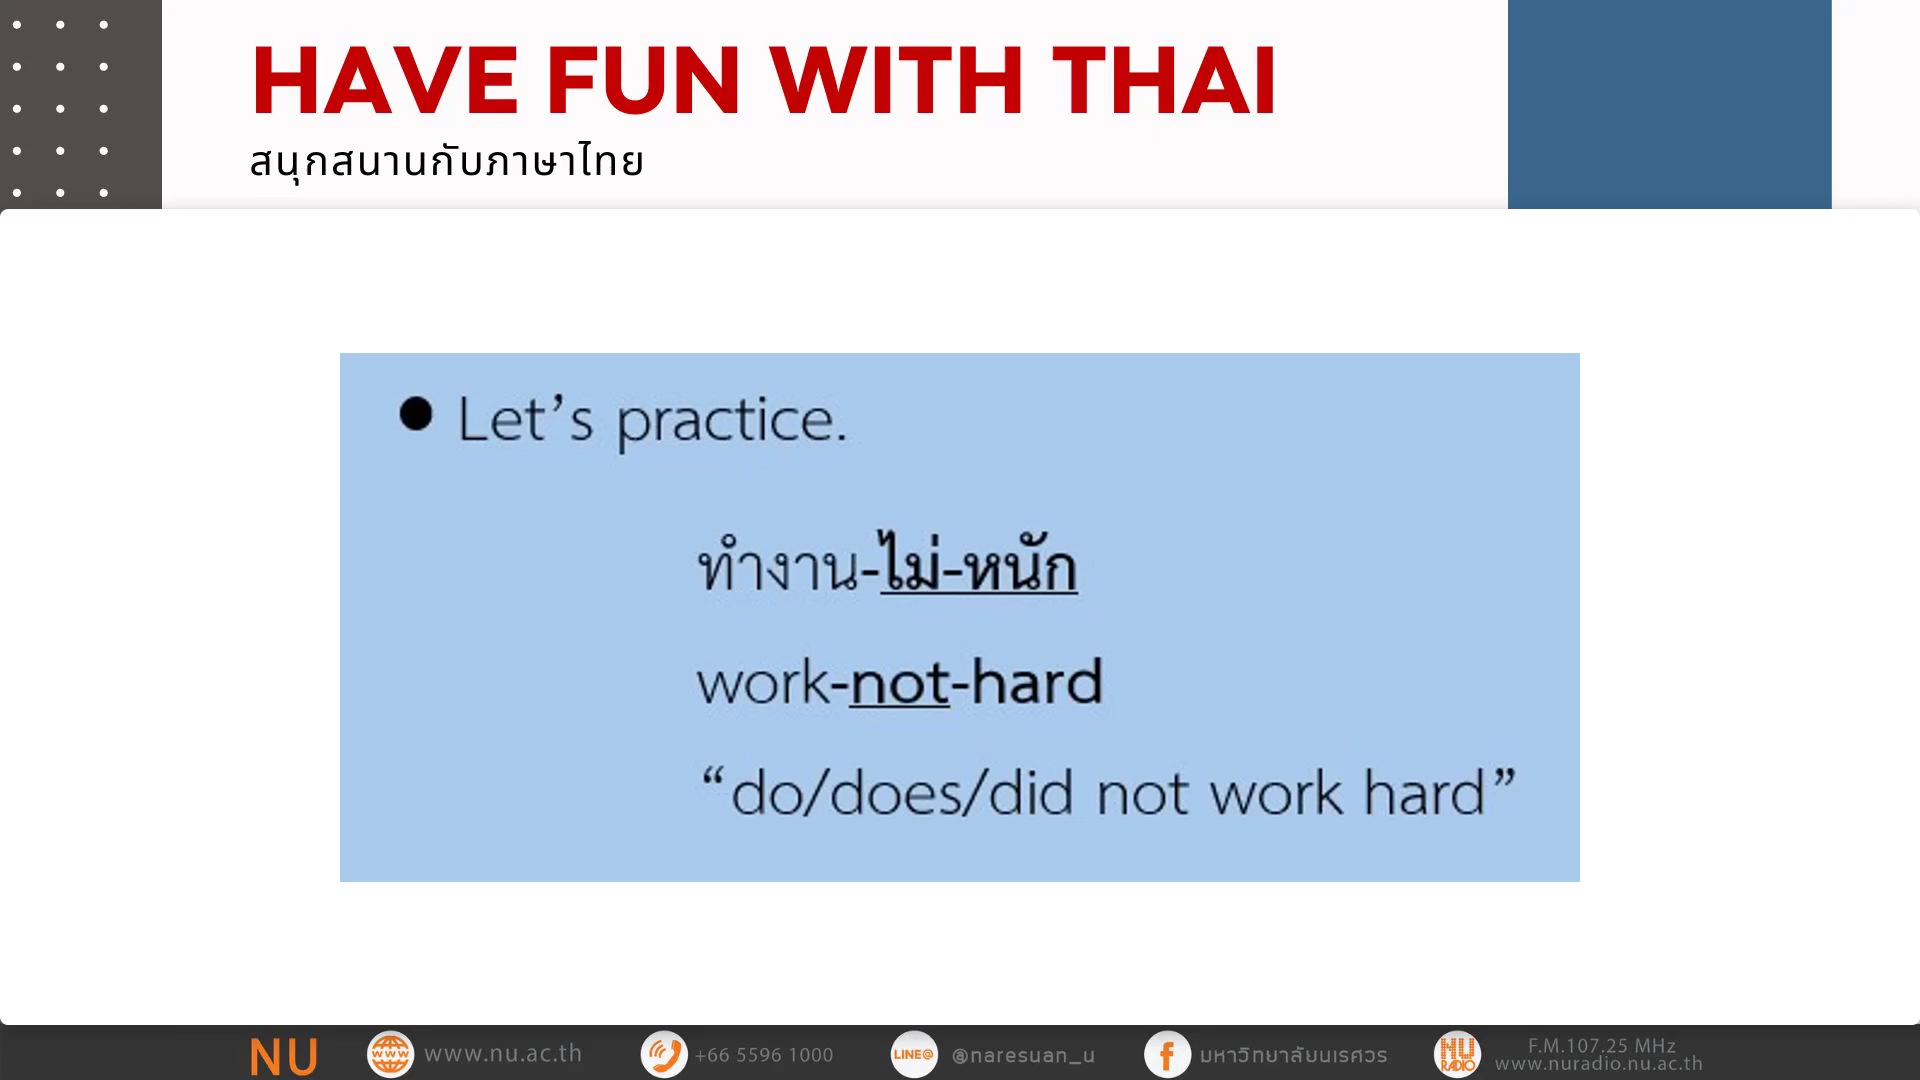 HAVE FUN WITH THAI
สนุกสนานกับภาษาไทย
● Let’s practice.
ทำงาน-ไม่-หนัก
work-not-hard
“do/does/did not work hard”
NU
www
www.nu.ac.th
+66 5596 1000
LINE@
@naresuan_u
f
มหาวิทยาลัยนเรศวร
NU
RADIO
F.M.107.25 MHz
www.nuradio.nu.ac.th